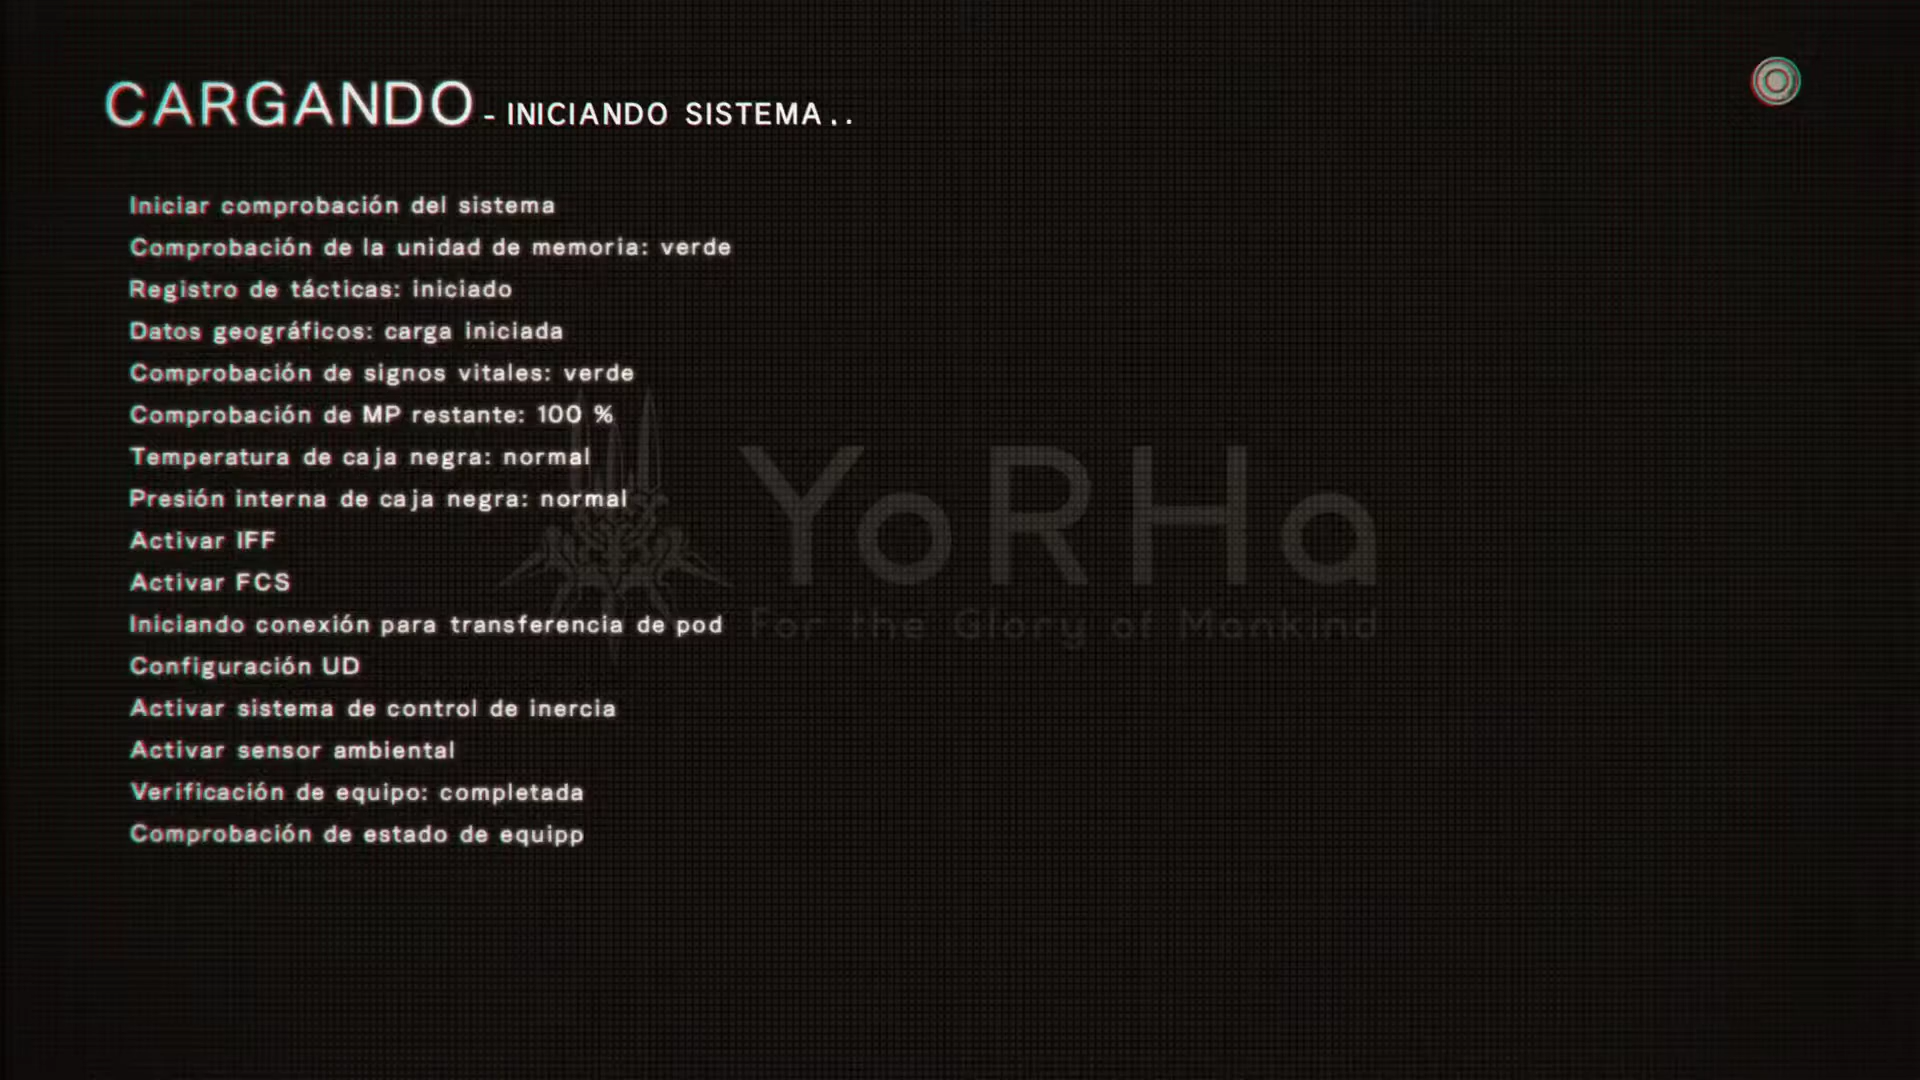 CARGANDO - INICIANDO SISTEMA..
Iniciar comprobación del sistema
Comprobación de la unidad de memoria: verde
Registro de tácticas: iniciado
Datos geográficos: carga iniciada
Comprobación de signos vitales: verde
Comprobación de MP restante: 100 %
Temperatura de caja negra: normal
Presión interna de caja negra: normal
Activar IFF
Activar FCS
Iniciando conexión para transferencia de pod
Configuración UD
Activar sistema de control de inercia
Activar sensor ambiental
Verificación de equipo: completada
Comprobación de estado de equipp
YoRHa
For the Glory of Mankind